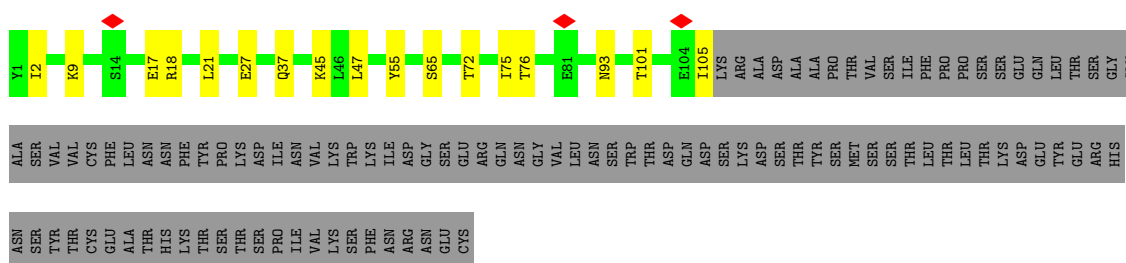 Y1 I2 K9 S14 E17 R18 L21 E27 Q37 K45 L46 L47 Y55 S65 T72 I75 T76 E81 N93 T101 E104 I105 LYS ARG ALA ASP ALA ALA PRO THR VAL SER ILE PHE PRO PRO SER SER GLU GLN LEU THR SER GLY
ALA SER VAL VAL CYS PHE LEU ASN ASN PHE TYR PRO LYS ASP ILE ASN VAL LYS TRP LYS ILE ASP GLY SER GLU ARG GLN ASN GLY VAL LEU ASN SER TRP THR ASP GLN ASP SER LYS ASP SER THR TYR SER MET SER SER THR LEU THR LEU THR LYS ASP GLU TYR GLU ARG HIS
ASN SER TYR THR CYS GLU ALA THR HIS LYS THR SER THR SER PRO ILE VAL LYS SER PHE ASN ARG ASN GLU CYS